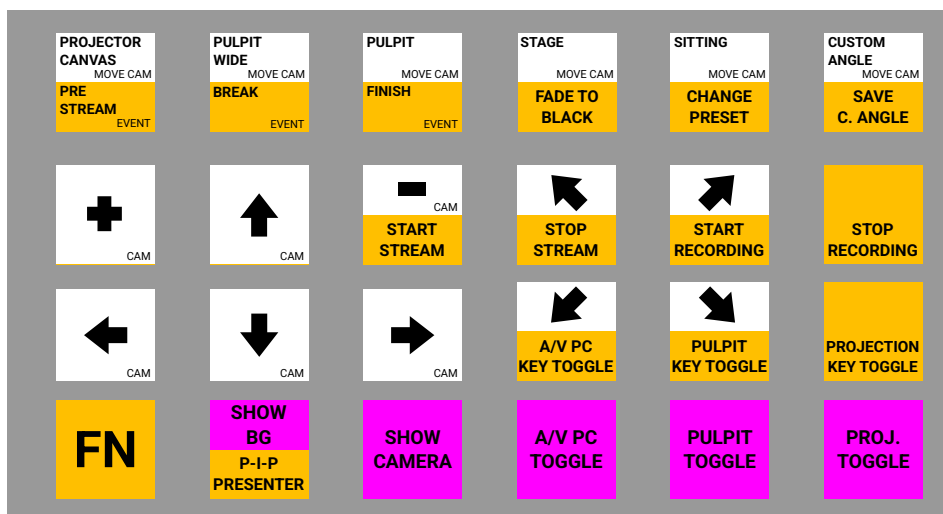 PROJECTOR
CANVAS
MOVE CAM
PRE
STREAM
EVENT
PULPIT
WIDE
MOVE CAM
BREAK
EVENT
PULPIT
MOVE CAM
FINISH
EVENT
STAGE
MOVE CAM
FADE TO
BLACK
SITTING
MOVE CAM
CHANGE
PRESET
CUSTOM
ANGLE
MOVE CAM
SAVE
C. ANGLE
CAM
CAM
CAM
START
STREAM
STOP
STREAM
START
RECORDING
STOP
RECORDING
CAM
CAM
CAM
A/V PC
KEY TOGGLE
PULPIT
KEY TOGGLE
PROJECTION
KEY TOGGLE
FN
SHOW
BG
P-I-P
PRESENTER
SHOW
CAMERA
A/V PC
TOGGLE
PULPIT
TOGGLE
PROJ.
TOGGLE